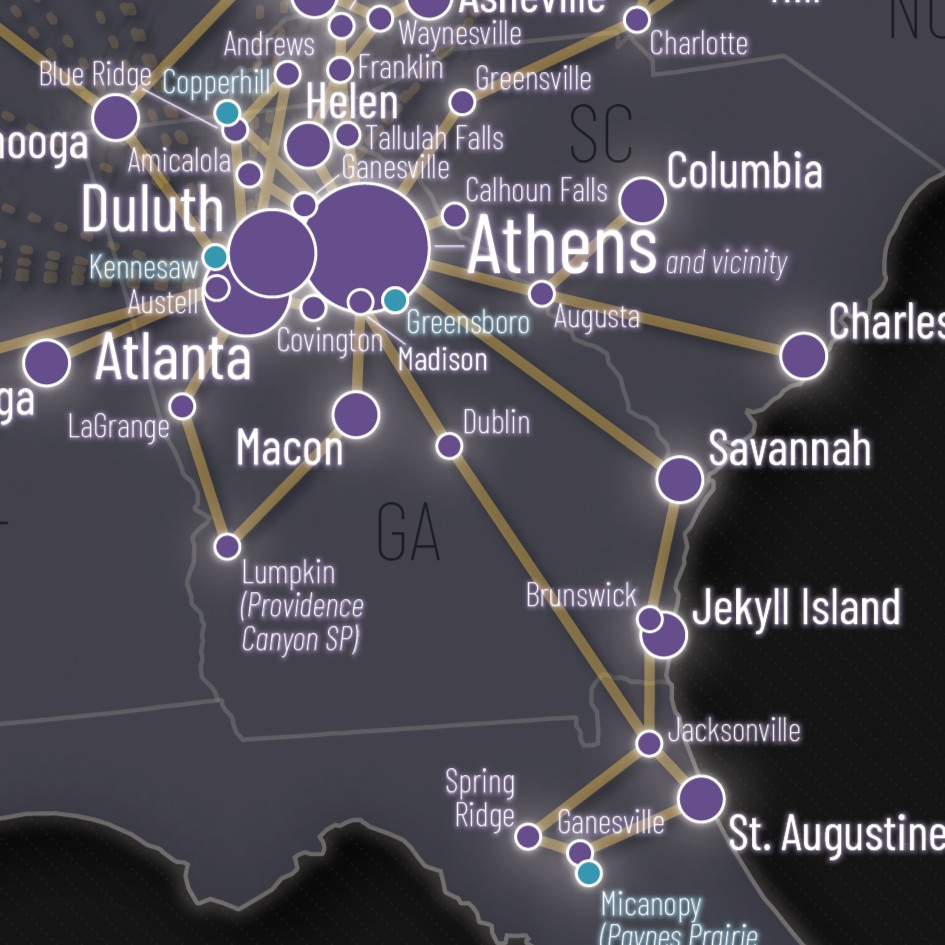 Asheville
Waynesville
Andrews
Charlotte
Franklin
Blue Ridge
Copperhill
Greensville
Helen
SC
nooga
Tallulah Falls
Amicalola
Ganesville
Columbia
Calhoun Falls
Duluth
Athens and vicinity
Kennesaw
Austell
Augusta
Greensboro
Charles
Covington
Madison
Atlanta
ga
LaGrange
Dublin
Macon
Savannah
GA
Lumpkin
(Providence
Canyon SP)
Brunswick
Jekyll Island
Jacksonville
Spring
Ridge
Ganesville
St. Augustine
Micanopy
(Paynes Prairie